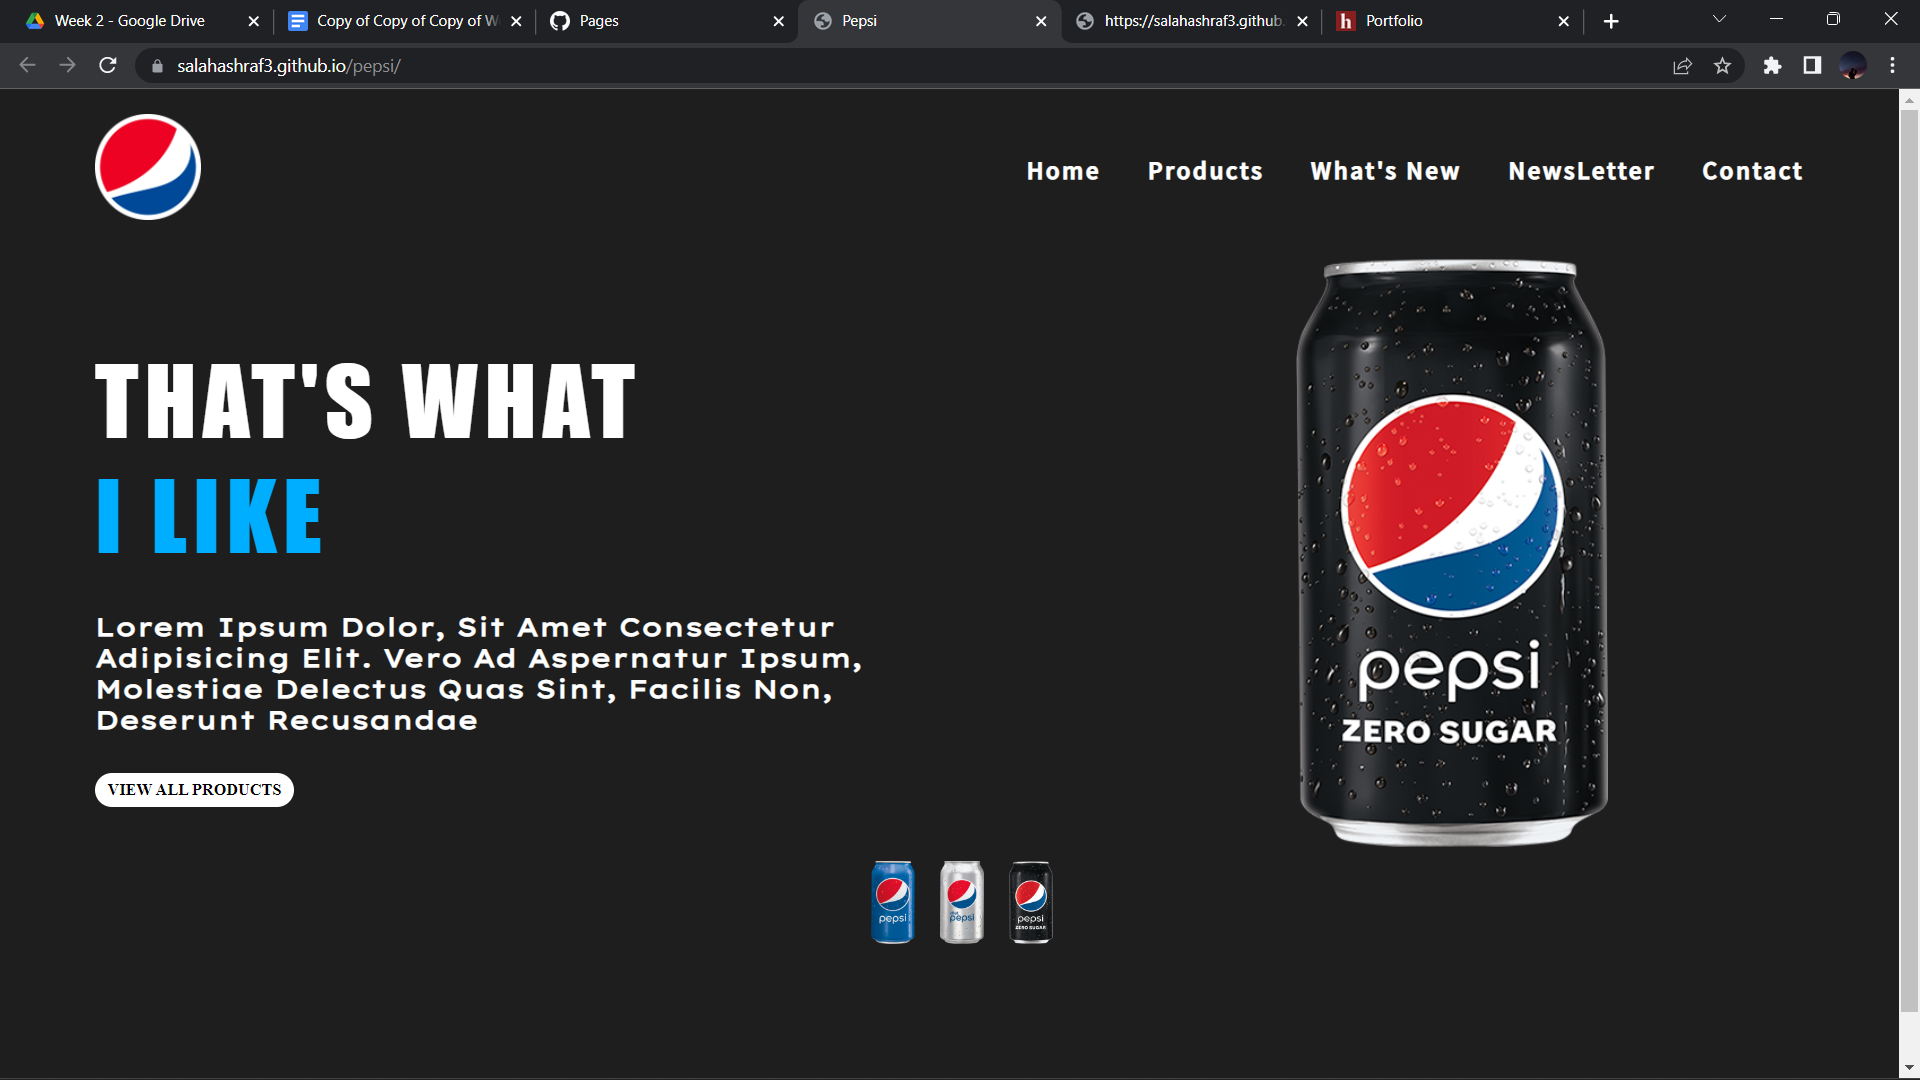 Week 2 - Google Drive
Copy of Copy of Copy of W
Pages
Pepsi
https://salahashraf3.github.
h Portfolio
salahashraf3.github.io/pepsi/
Home Products What's New NewsLetter Contact
THAT'S WHAT
I LIKE
Lorem Ipsum Dolor, Sit Amet Consectetur
Adipisicing Elit. Vero Ad Aspernatur Ipsum,
Molestiae Delectus Quas Sint, Facilis Non,
Deserunt Recusandae
VIEW ALL PRODUCTS
pepsi
ZERO SUGAR
pepsi
diet
pepsi
pepsi
ZERO SUGAR